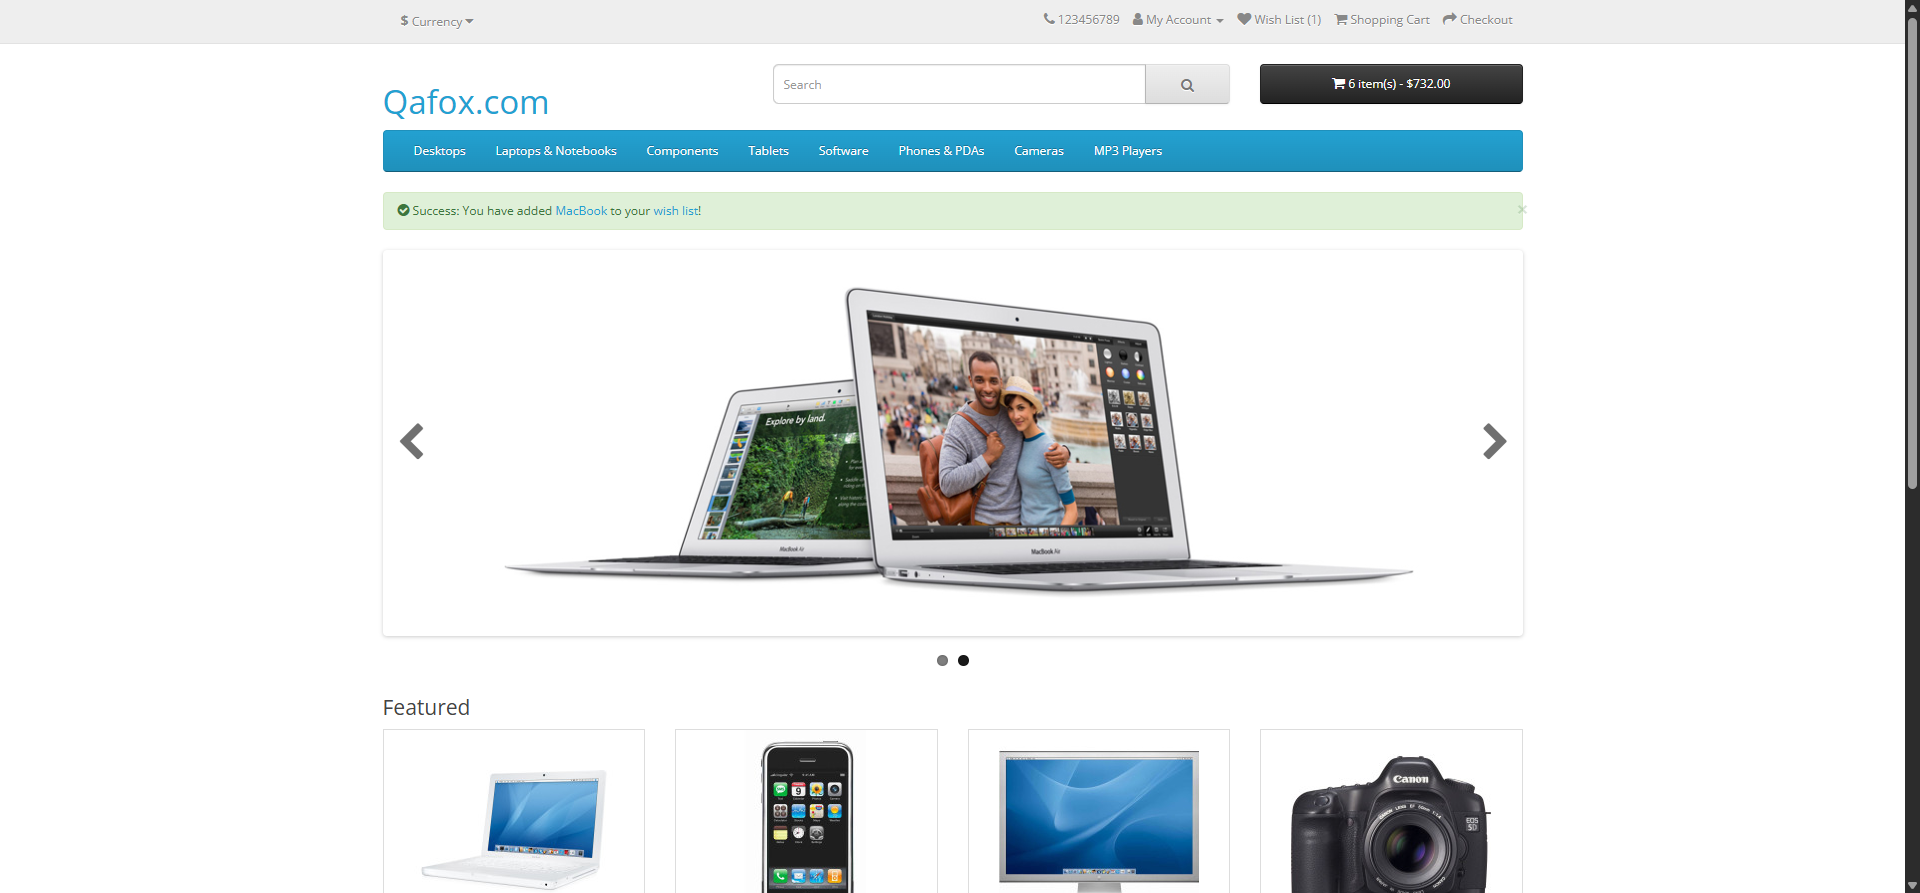 $ Currency
123456789 My Account Wish List (1) Shopping Cart Checkout
Qafox.com
Search
6 item(s) - $732.00
Desktops Laptops & Notebooks Components Tablets Software Phones & PDAs Cameras MP3 Players
Success: You have added MacBook to your wish list!
×
Explore by land.
MacBook Air
MacBook Air
Featured
Canon
EOS
5D